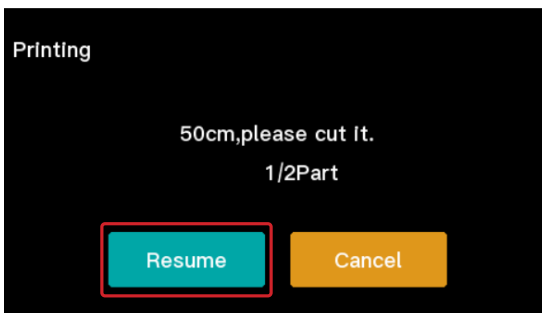 Printing
50cm,please cut it.
1/2Part
Resume
Cancel